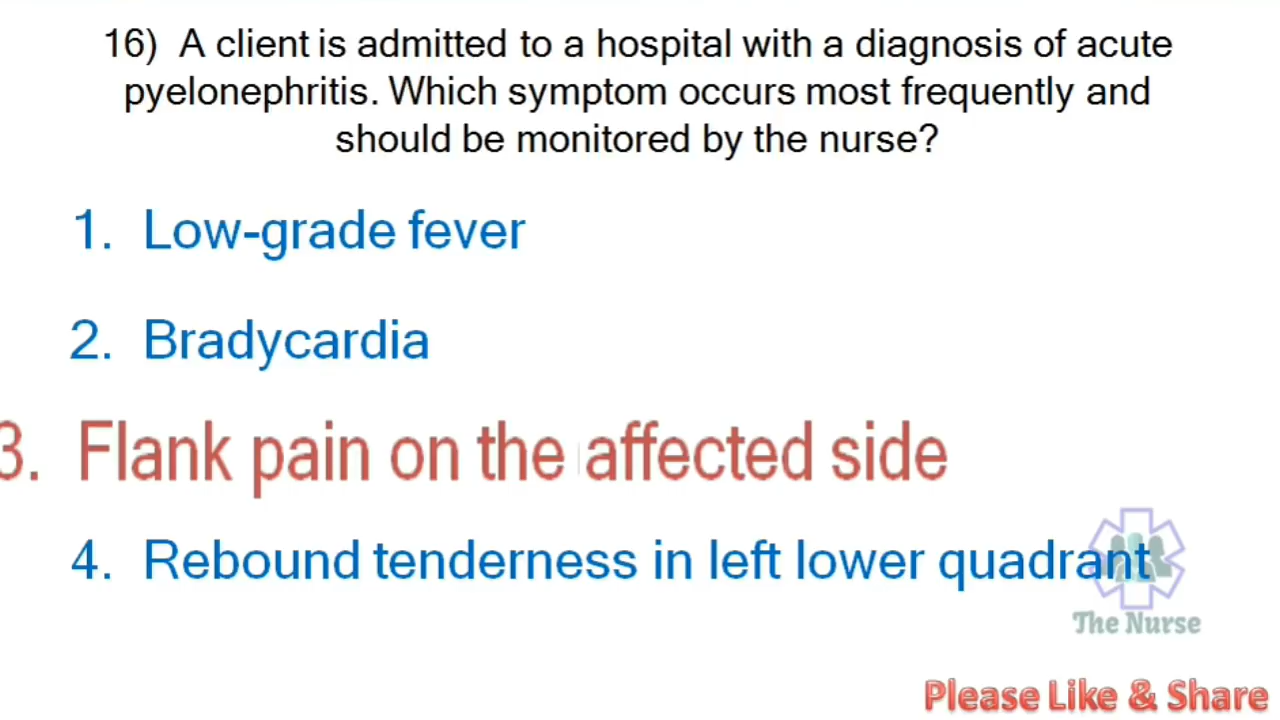 16) A client is admitted to a hospital with a diagnosis of acute
pyelonephritis. Which symptom occurs most frequently and
should be monitored by the nurse?
1. Low-grade fever
2. Bradycardia
3. Flank pain on the affected side
4. Rebound tenderness in left lower quadrant
The Nurse
Please Like & Share